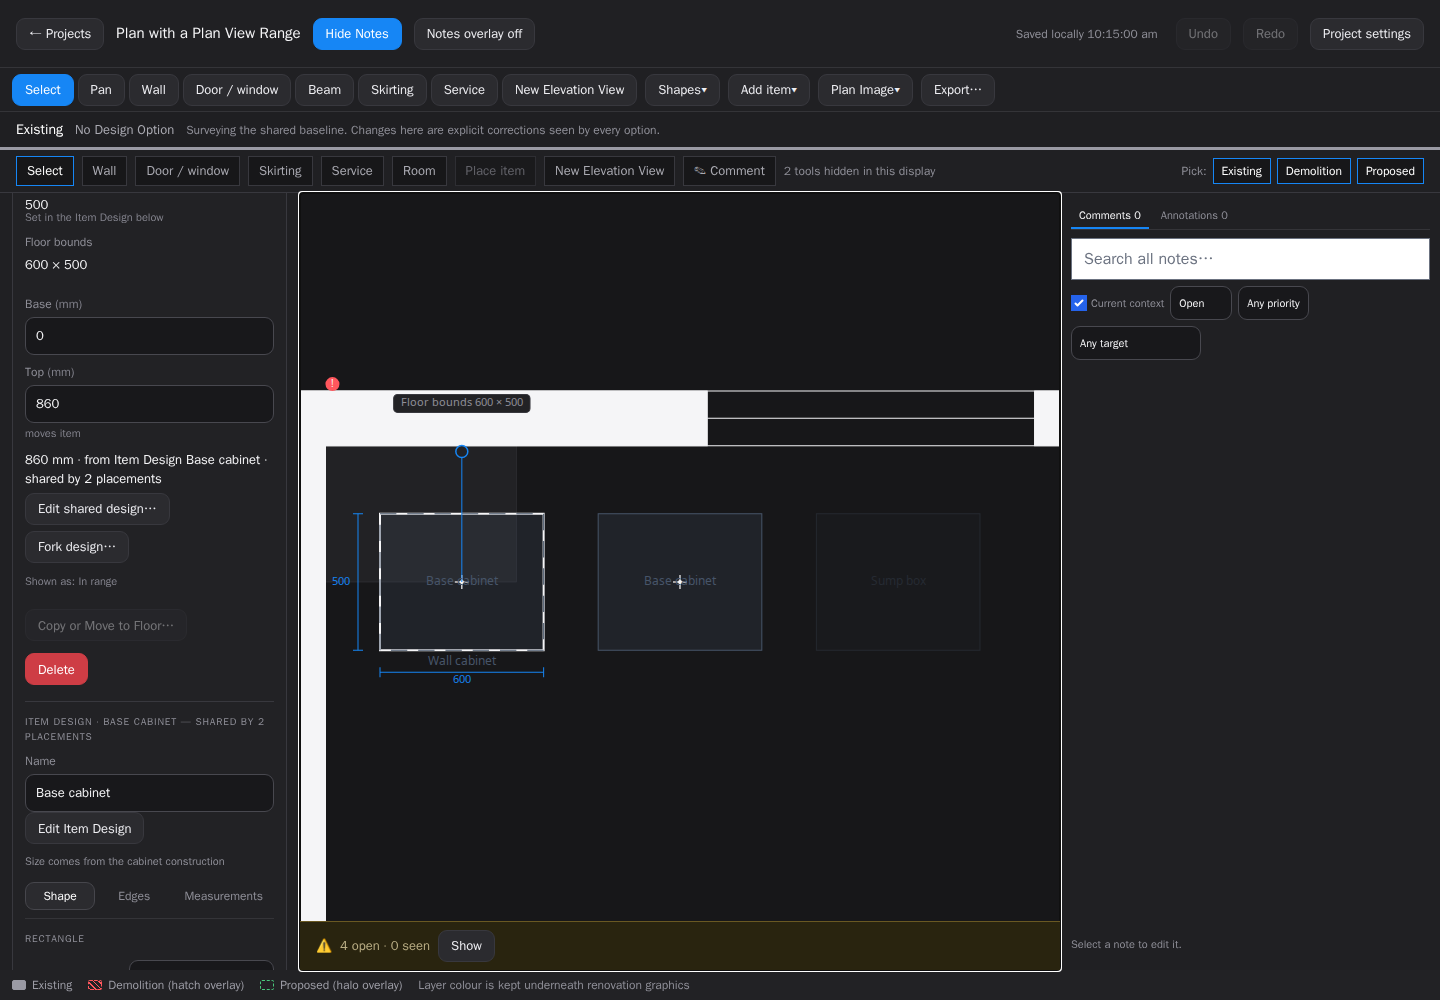 ← Projects
Plan with a Plan View Range
Hide Notes
Notes overlay off
Saved locally 10:15:00 am
Undo
Redo
Project settings
Select
Pan
Wall
Door / window
Beam
Skirting
Service
New Elevation View
Shapes▾
Add item▾
Plan Image▾
Export⋯
Existing
No Design Option
Surveying the shared baseline. Changes here are explicit corrections seen by every option.
Select
Wall
Door / window
Skirting
Service
Room
Place item
New Elevation View
✎ Comment
2 tools hidden in this display
Pick:
Existing
Demolition
Proposed
500
Set in the Item Design below
Floor bounds
600 × 500
Base (mm)
0
Top (mm)
860
moves item
860 mm · from Item Design Base cabinet ·
shared by 2 placements
Edit shared design⋯
Fork design⋯
Shown as: In range
Copy or Move to Floor⋯
Delete
ITEM DESIGN · BASE CABINET — SHARED BY 2
PLACEMENTS
Name
Base cabinet
Edit Item Design
Size comes from the cabinet construction
Shape
Edges
Measurements
RECTANGLE
!
Floor bounds 600 × 500
500
Base cabinet
Base cabinet
Sump box
Wall cabinet
600
4 open · 0 seen
Show
Comments 0
Annotations 0
Search all notes⋯
Current context
Open
Any priority
Any target
Select a note to edit it.
Existing
Demolition (hatch overlay)
Proposed (halo overlay)
Layer colour is kept underneath renovation graphics